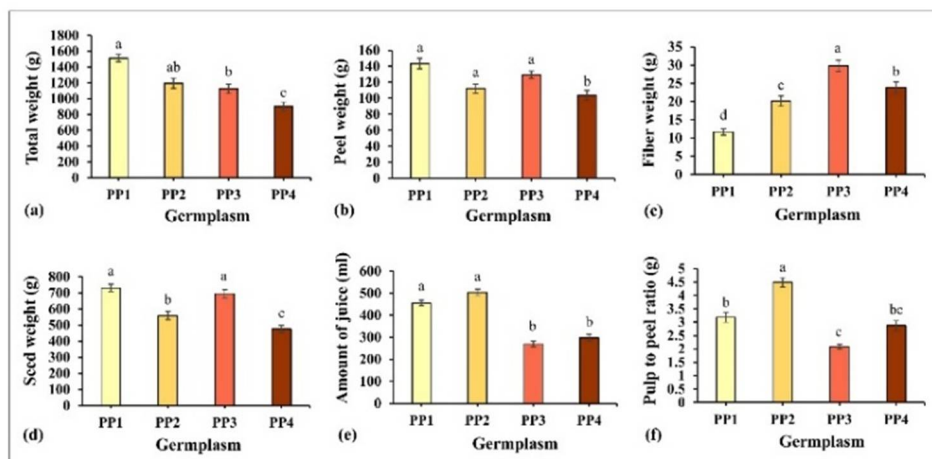 Total weight (g)
1800
1600
1400
1200
1000
800
600
400
200
0
a
ab
b
c
PP1 PP2 PP3 PP4
(a)
Germplasm
Peel weight (g)
160
140
120
100
80
60
40
20
0
a
a
a
b
PP1 PP2 PP3 PP4
(b)
Germplasm
Fiber weight (g)
35
30
25
20
15
10
5
0
d
c
a
b
PP1 PP2 PP3 PP4
(c)
Germplasm
Seed weight (g)
800
700
600
500
400
300
200
100
0
a
b
a
c
PP1 PP2 PP3 PP4
(d)
Germplasm
Amount of juice (ml)
600
500
400
300
200
100
0
a
a
b
b
PP1 PP2 PP3 PP4
(e)
Germplasm
Pulp to peel ratio (g)
5
4.5
4
3.5
3
2.5
2
1.5
1
.5
0
b
a
c
bc
PP1 PP2 PP3 PP4
(f)
Germplasm